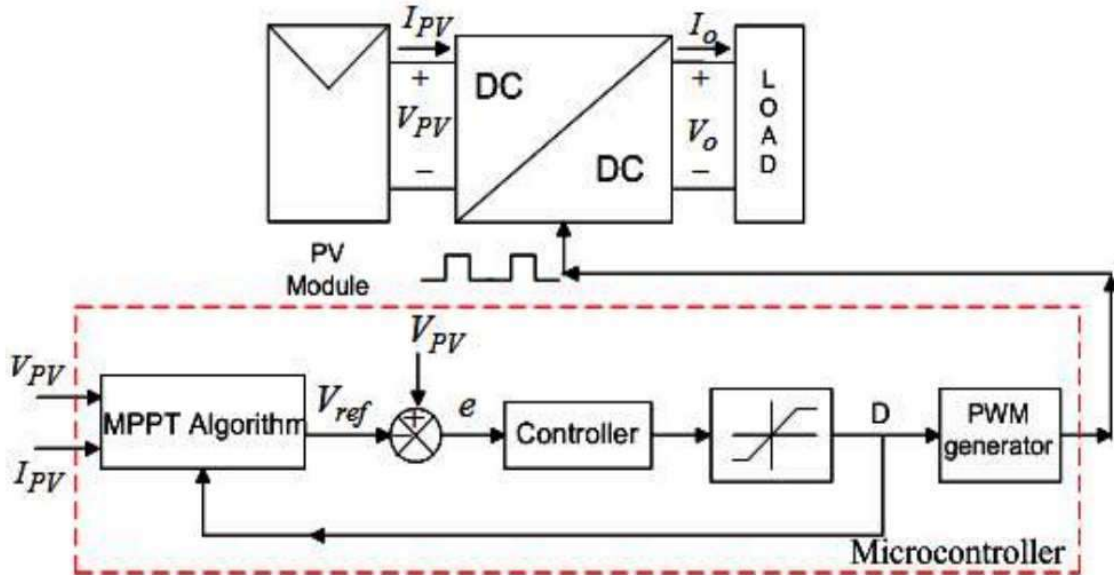 I_PV
I_o
+
+
DC
V_PV
V_o
DC
−
−
LOAD
PV
Module
V_PV
V_PV
I_PV
MPPT Algorithm
V_ref
+
−
e
Controller
D
PWM
generator
Microcontroller